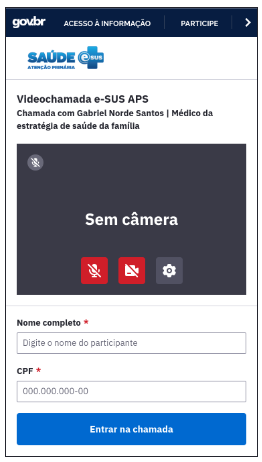 govbr ACESSO À INFORMAÇÃO PARTICIPE
SAÚDE e-SUS
ATENÇÃO PRIMÁRIA
Videochamada e-SUS APS
Chamada com Gabriel Norde Santos | Médico da
estratégia de saúde da família
Sem câmera
Nome completo *
Digite o nome do participante
CPF *
000.000.000-00
Entrar na chamada